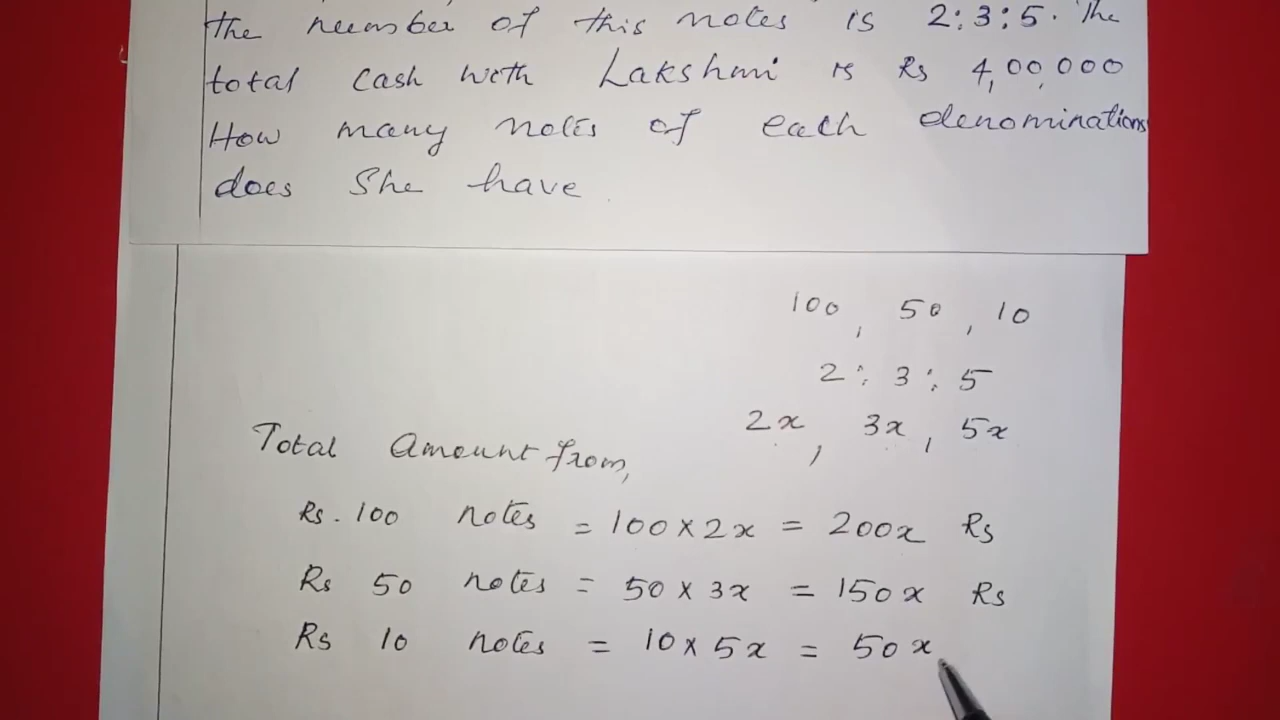 the number of this notes is 2:3:5. The
total cash with Lakshmi is Rs 4,00,000
How many notes of each denominations
does She have.
100, 50, 10
2:3:5
2x, 3x, 5x
Total Amount from,
Rs. 100 notes = 100 × 2x = 200x Rs
Rs 50 notes = 50 × 3x = 150x Rs
Rs 10 notes = 10 × 5x = 50x